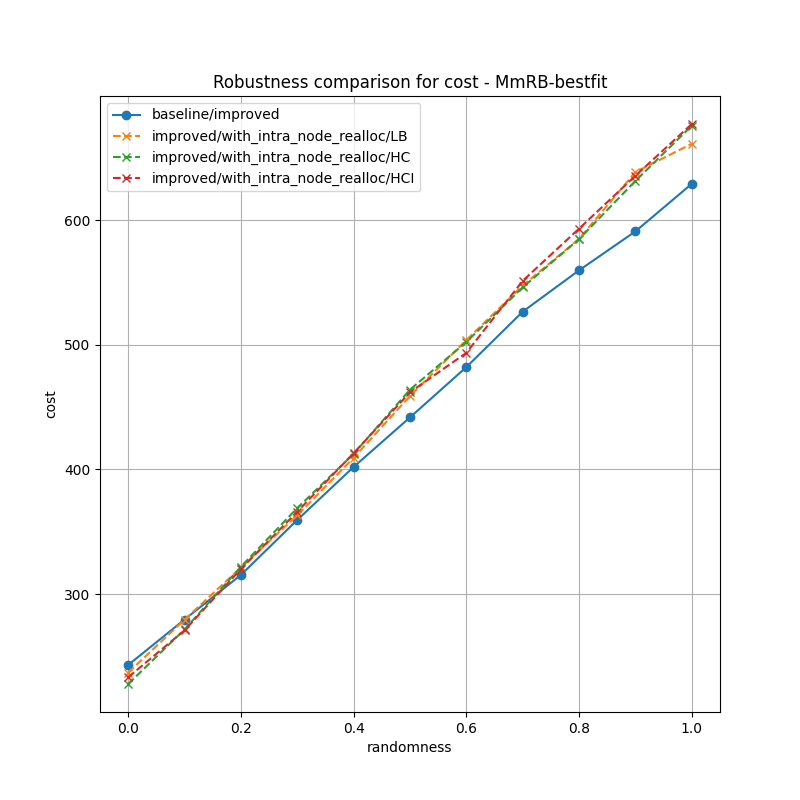 Robustness comparison for cost - MmRB-bestfit
baseline/improved
improved/with_intra_node_realloc/LB
improved/with_intra_node_realloc/HC
improved/with_intra_node_realloc/HCI
600
500
400
300
cost
0.0 0.2 0.4 0.6 0.8 1.0
randomness